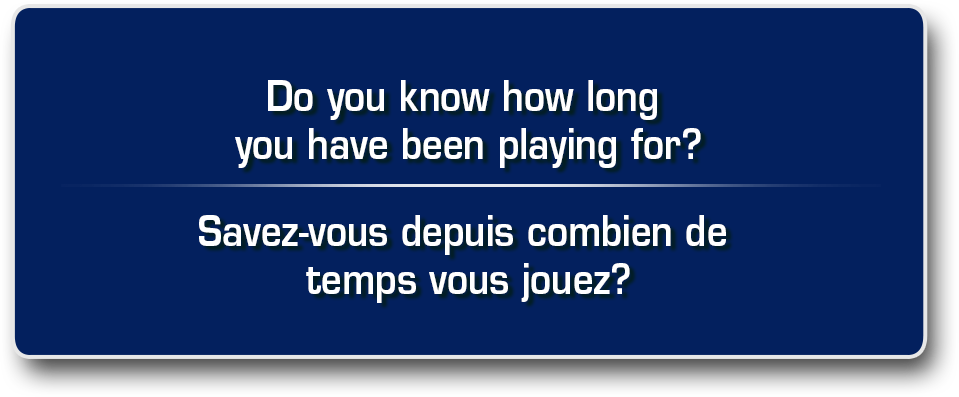 Do you know how long
you have been playing for?
Savez-vous depuis combien de
temps vous jouez?